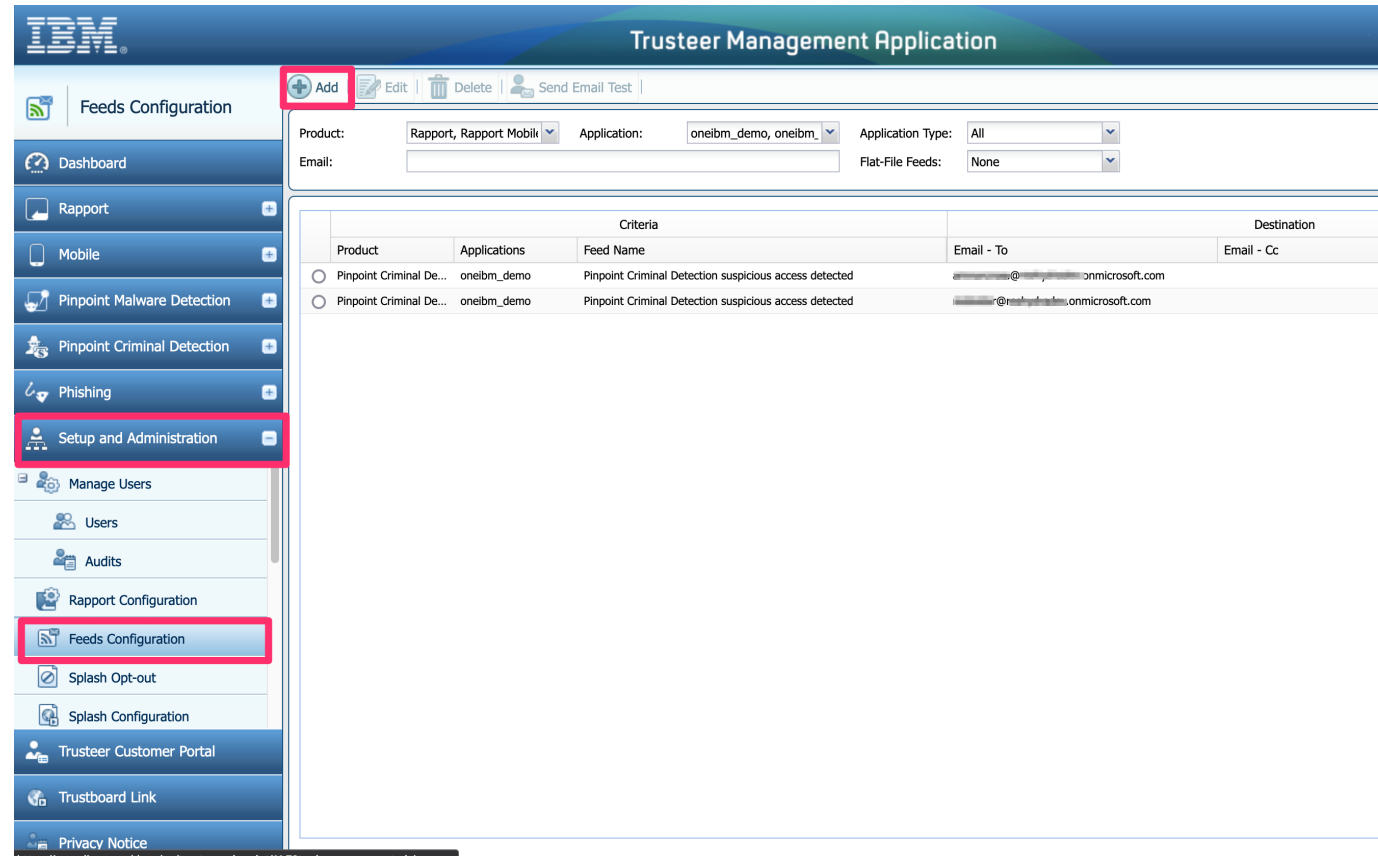 IBM®
Trusteer Management Application
Feeds Configuration
Add Edit Delete Send Email Test
Product: Rapport, Rapport Mobile Application: oneibm_demo, oneibm_ Application Type: All
Email: Flat-File Feeds: None
Dashboard
Rapport
Mobile
Pinpoint Malware Detection
Pinpoint Criminal Detection
Phishing
Setup and Administration
Manage Users
Users
Audits
Rapport Configuration
Feeds Configuration
Splash Opt-out
Splash Configuration
Trusteer Customer Portal
Trustboard Link
Privacy Notice
Criteria Destination
Product Applications Feed Name Email - To Email - Cc
Pinpoint Criminal De... oneibm_demo Pinpoint Criminal Detection suspicious access detected @ onmicrosoft.com
Pinpoint Criminal De... oneibm_demo Pinpoint Criminal Detection suspicious access detected r@r .onmicrosoft.com